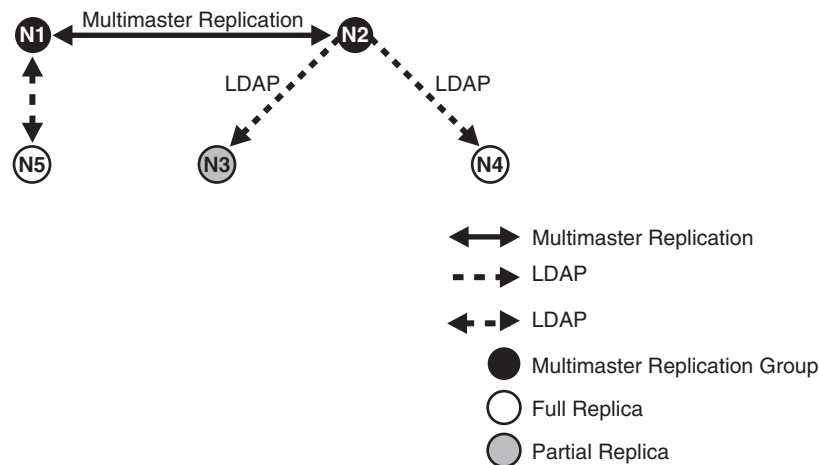 Multimaster Replication
N1
N2
LDAP
LDAP
N5
N3
N4
Multimaster Replication
LDAP
LDAP
Multimaster Replication Group
Full Replica
Partial Replica